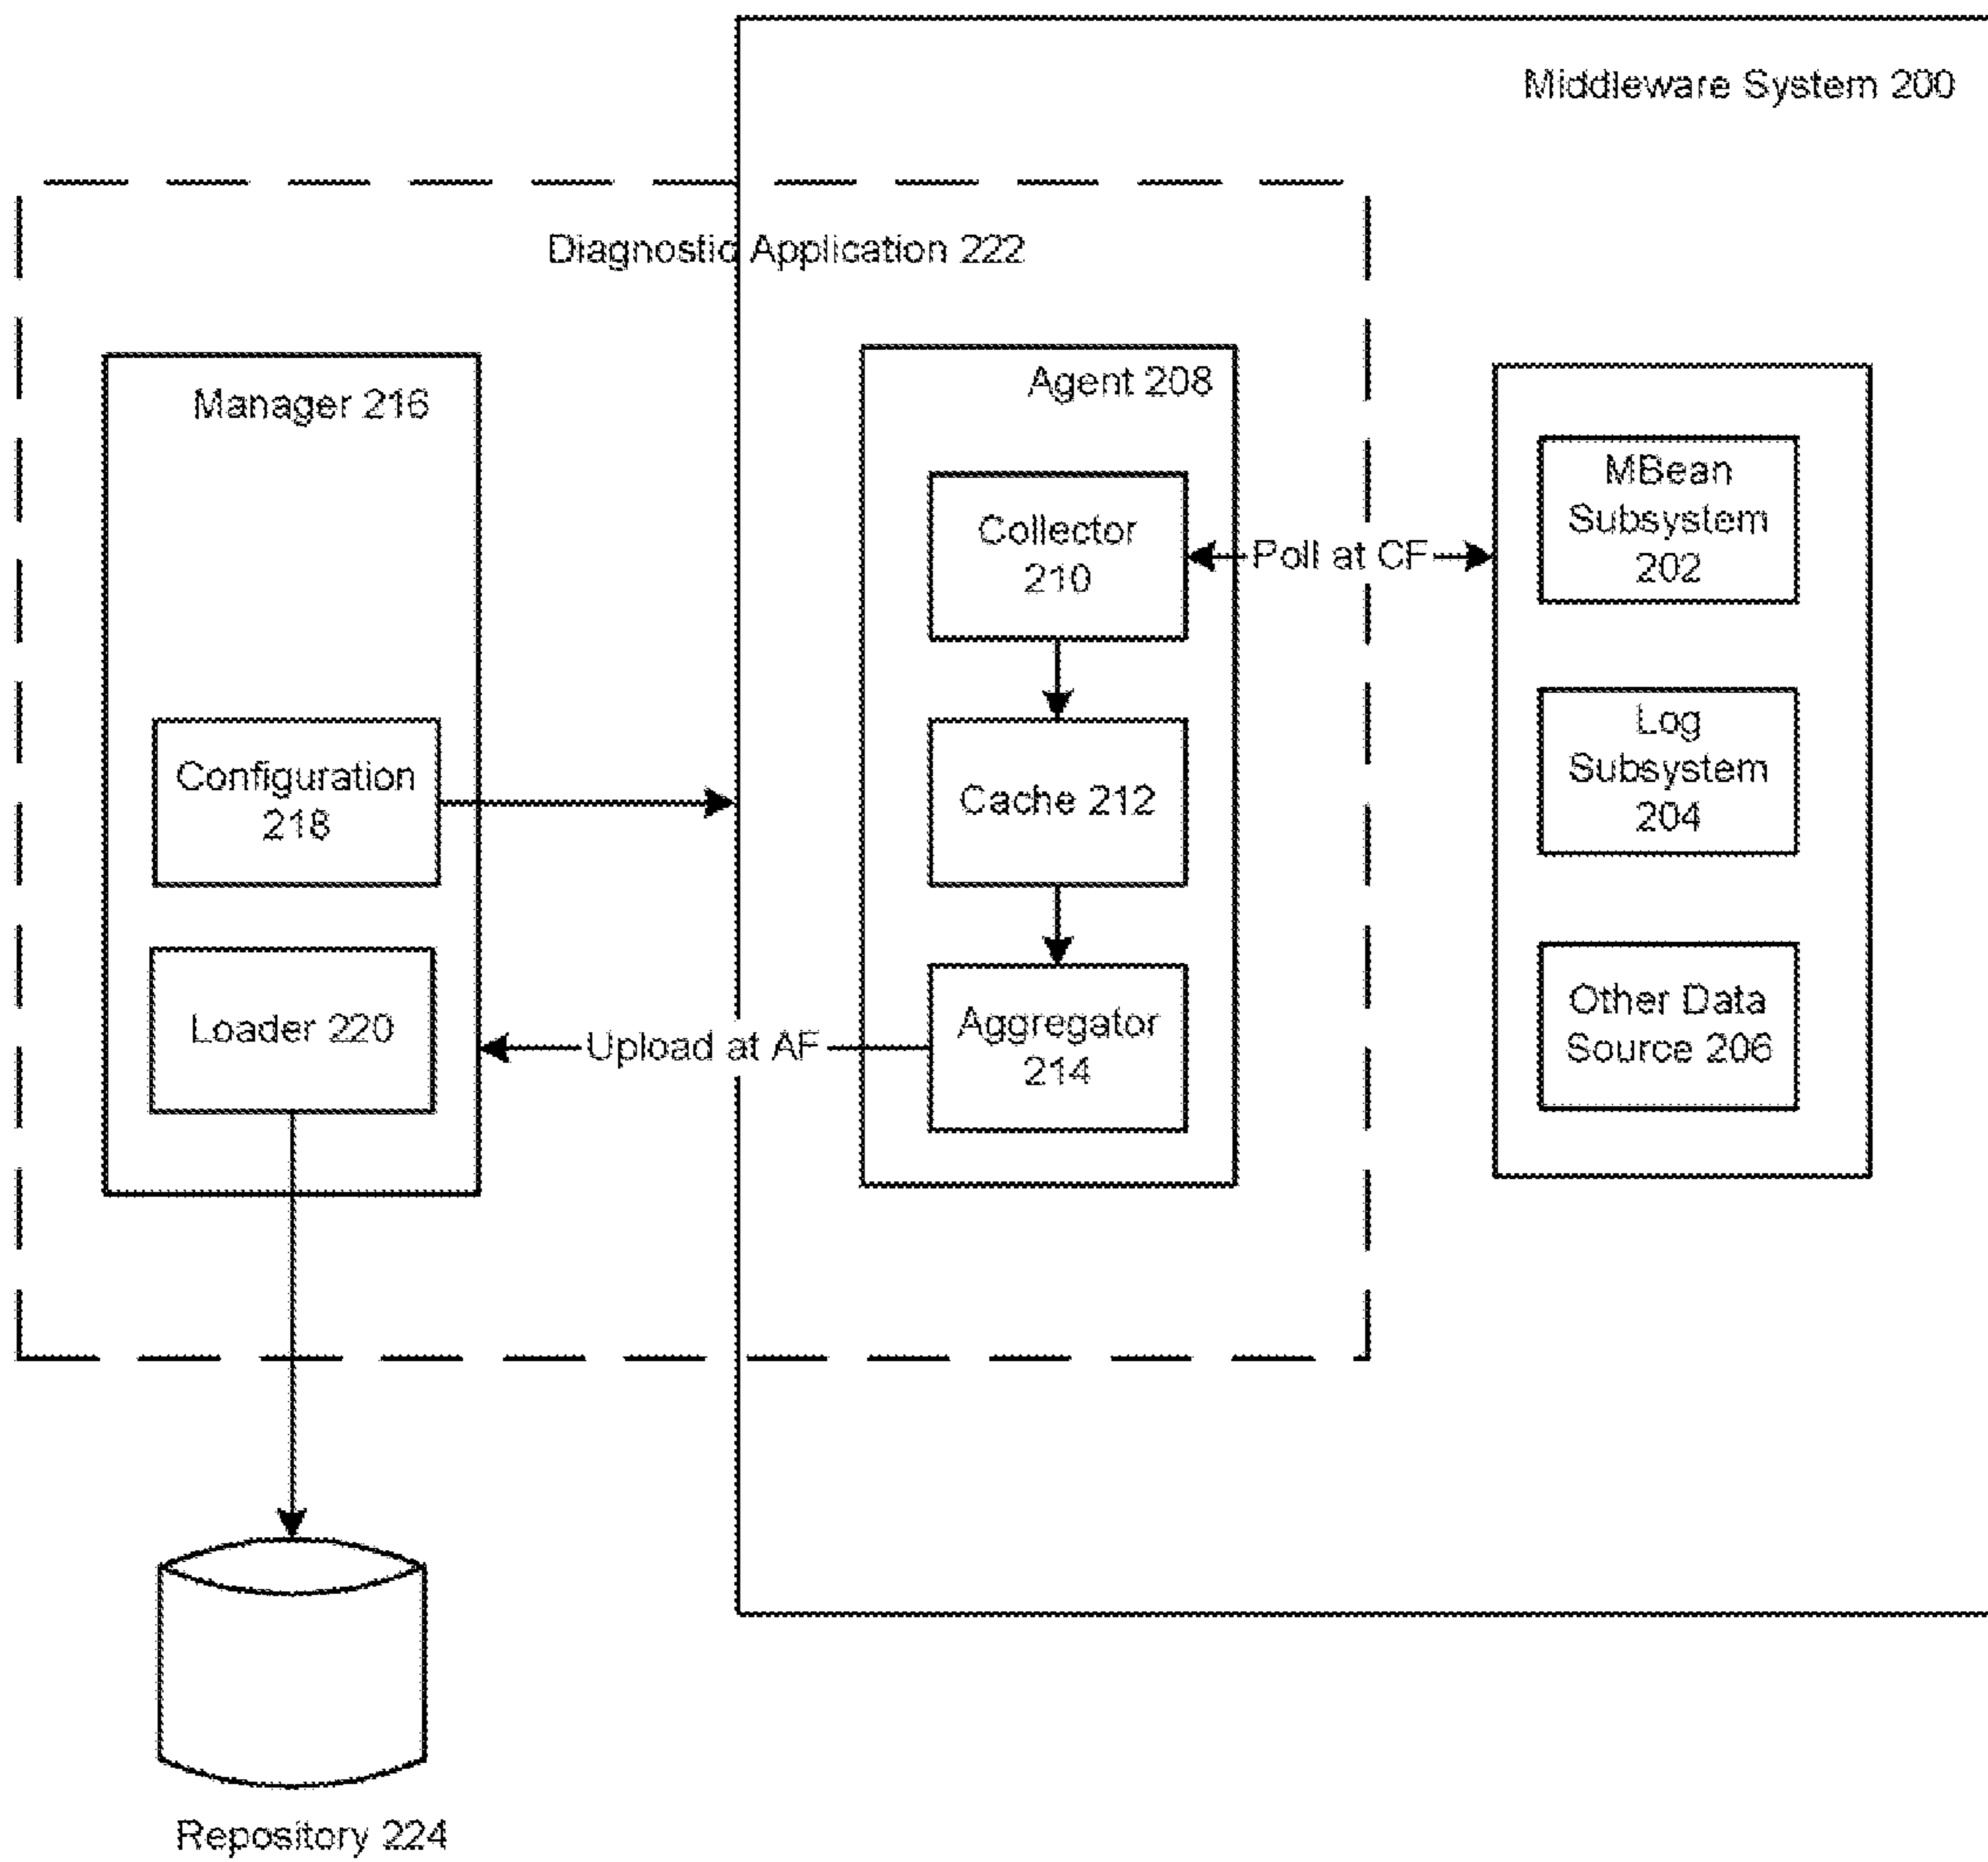 Middleware System 200
Diagnostic Application 222
Manager 216
Configuration
218
Loader 220
Agent 208
Collector
210
Cache 212
Aggregator
214
Poll at CF
Upload at AF
MBean
Subsystem
202
Log
Subsystem
204
Other Data
Source 206
Repository 224